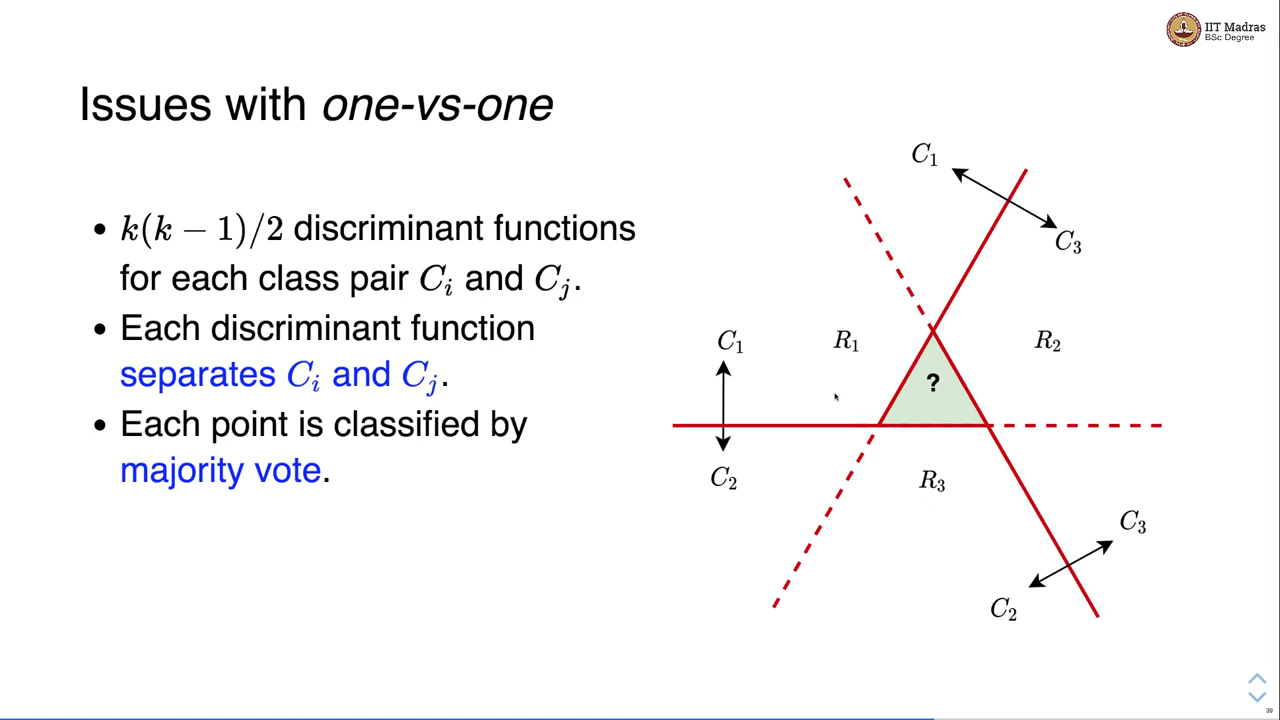 IIT Madras
BSc Degree
Issues with one-vs-one
• k(k − 1)/2 discriminant functions
for each class pair Cᵢ and Cⱼ.
• Each discriminant function
separates Cᵢ and Cⱼ.
• Each point is classified by
majority vote.
C₁
C₃
C₁
R₁
R₂
?
C₂
R₃
C₃
C₂
39